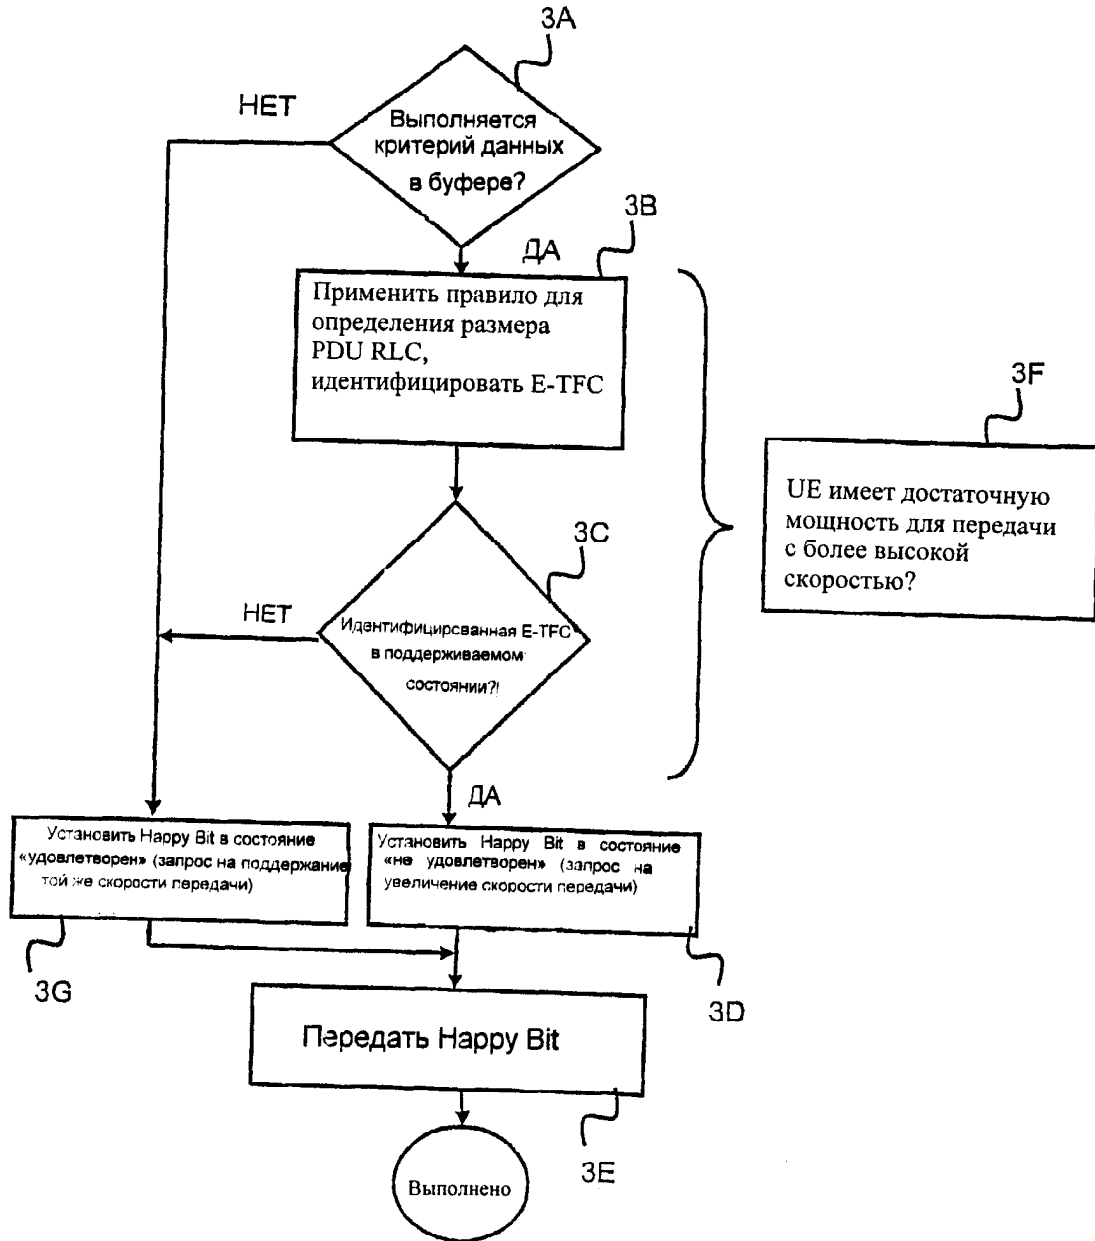 3A
НЕТ
Выполняется
критерий данных
в буфере?
3B
ДА
Применить правило для
определения размера
PDU RLC,
идентифицировать E-TFC
3F
UE имеет достаточную
мощность для передачи
с более высокой
скоростью?
3C
НЕТ
Идентифицированная E-TFC
в поддерживаемом
состоянии?
ДА
Установить Happy Bit в состояние
«удовлетворен» (запрос на поддержание
той же скорости передачи)
Установить Happy Bit в состояние
«не удовлетворен» (запрос на
увеличение скорости передачи)
3G
3D
Передать Happy Bit
3E
Выполнено